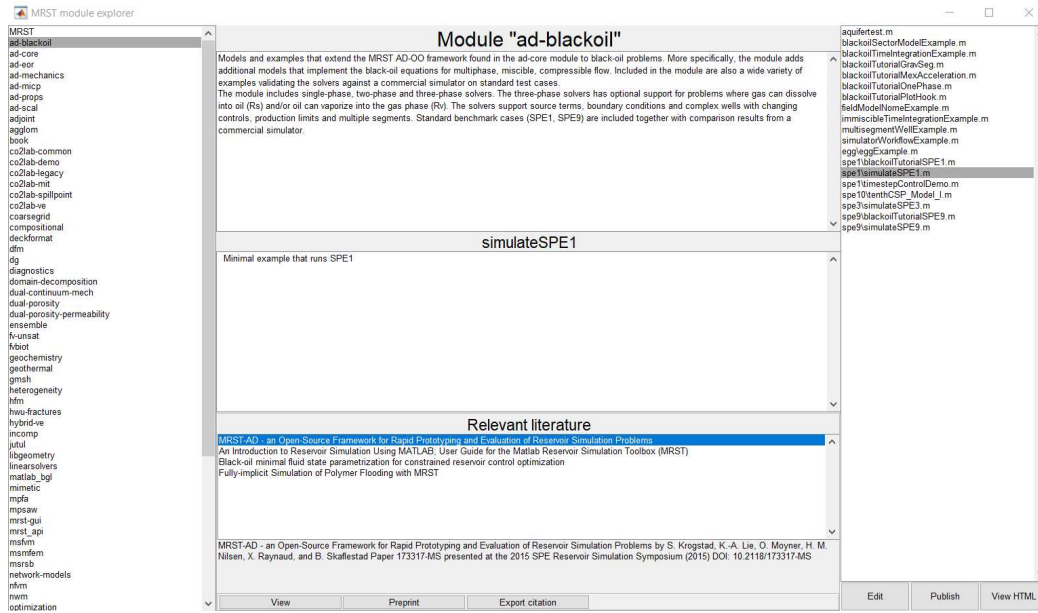 MRST module explorer
MRST
ad-blackoil
ad-core
ad-eor
ad-mechanics
ad-micp
ad-props
ad-scal
adjoint
agglom
book
co2lab-common
co2lab-demo
co2lab-legacy
co2lab-mit
co2lab-spillpoint
co2lab-ve
coarsegrid
compositional
deckformat
dfm
dg
diagnostics
domain-decomposition
dual-continuum-mech
dual-porosity
dual-porosity-permeability
ensemble
fv-unsat
fvbiot
geochemistry
geothermal
gmsh
heterogeneity
hfm
hwu-fractures
hybrid-ve
incomp
jutul
libgeometry
linearsolvers
matlab_bgl
mimetic
mpfa
mpsaw
mrst-gui
mrst_api
msfvm
msmfem
msrsb
network-models
nfvm
nwm
optimization
Module "ad-blackoil"
Models and examples that extend the MRST AD-OO framework found in the ad-core module to black-oil problems. More specifically, the module adds
additional models that implement the black-oil equations for multiphase, miscible, compressible flow. Included in the module are also a wide variety of
examples validating the solvers against a commercial simulator on standard test cases.
The module includes single-phase, two-phase and three-phase solvers. The three-phase solvers has optional support for problems where gas can dissolve
into oil (Rs) and/or oil can vaporize into the gas phase (Rv). The solvers support source terms, boundary conditions and complex wells with changing
controls, production limits and multiple segments. Standard benchmark cases (SPE1, SPE9) are included together with comparison results from a
commercial simulator.
simulateSPE1
Minimal example that runs SPE1
Relevant literature
MRST-AD - an Open-Source Framework for Rapid Prototyping and Evaluation of Reservoir Simulation Problems
An Introduction to Reservoir Simulation Using MATLAB; User Guide for the Matlab Reservoir Simulation Toolbox (MRST)
Black-oil minimal fluid state parametrization for constrained reservoir control optimization
Fully-implicit Simulation of Polymer Flooding with MRST
MRST-AD - an Open-Source Framework for Rapid Prototyping and Evaluation of Reservoir Simulation Problems by S. Krogstad, K.-A. Lie, O. Moyner, H. M.
Nilsen, X. Raynaud, and B. Skaflestad Paper 173317-MS presented at the 2015 SPE Reservoir Simulation Symposium (2015) DOI: 10.2118/173317-MS
View
Preprint
Export citation
aquifertest.m
blackoilSectorModelExample.m
blackoilTimeIntegrationExample.m
blackoilTutorialGravSeg.m
blackoilTutorialMexAcceleration.m
blackoilTutorialOnePhase.m
blackoilTutorialPlotHook.m
fieldModelNorneExample.m
immiscibleTimeIntegrationExample.m
multisegmentWellExample.m
simulatorWorkflowExample.m
egg\eggExample.m
spe1\blackoilTutorialSPE1.m
spe1\simulateSPE1.m
spe1\timestepControlDemo.m
spe10\tenthCSP_Model_I.m
spe3\simulateSPE3.m
spe9\blackoilTutorialSPE9.m
spe9\simulateSPE9.m
Edit
Publish
View HTML